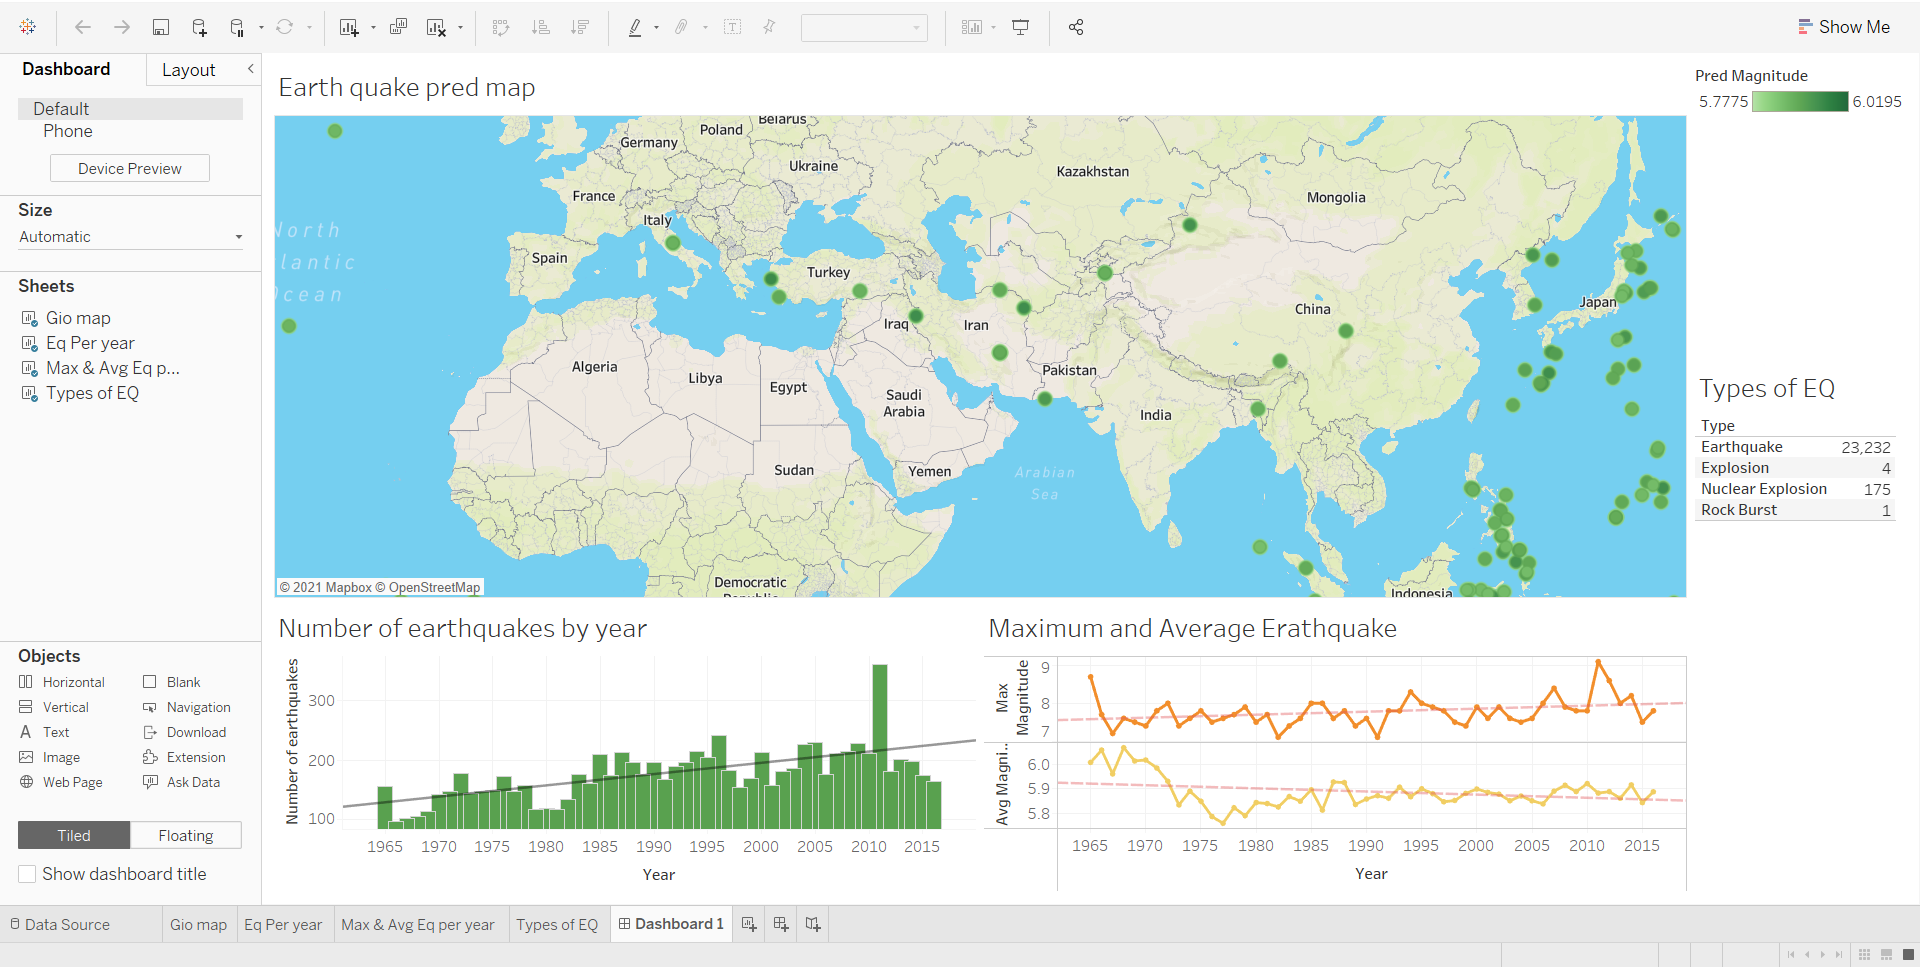 Show Me
Dashboard
Layout
Default
Phone
Device Preview
Size
Automatic
Sheets
Gio map
Eq Per year
Max & Avg Eq p...
Types of EQ
Objects
Horizontal
Blank
Vertical
Navigation
Text
Download
Image
Extension
Web Page
Ask Data
Tiled
Floating
Show dashboard title
Earth quake pred map
Belarus
Poland
Germany
Ukraine
Kazakhstan
France
Mongolia
Italy
North
Atlantic
Ocean
Spain
Turkey
Japan
China
Iraq
Iran
Algeria
Pakistan
Libya
Egypt
Saudi
Arabia
India
Sudan
Yemen
Arabian
Sea
Democratic
Republic
Indonesia
© 2021 Mapbox © OpenStreetMap
Pred Magnitude
5.7775 6.0195
Types of EQ
Type
Earthquake 23,232
Explosion 4
Nuclear Explosion 175
Rock Burst 1
Number of earthquakes by year
Number of earthquakes
300
200
100
1965 1970 1975 1980 1985 1990 1995 2000 2005 2010 2015
Year
Maximum and Average Erathquake
Max
Magnitude
9
8
7
Avg Magni..
6.0
5.9
5.8
1965 1970 1975 1980 1985 1990 1995 2000 2005 2010 2015
Year
Data Source
Gio map
Eq Per year
Max & Avg Eq per year
Types of EQ
Dashboard 1